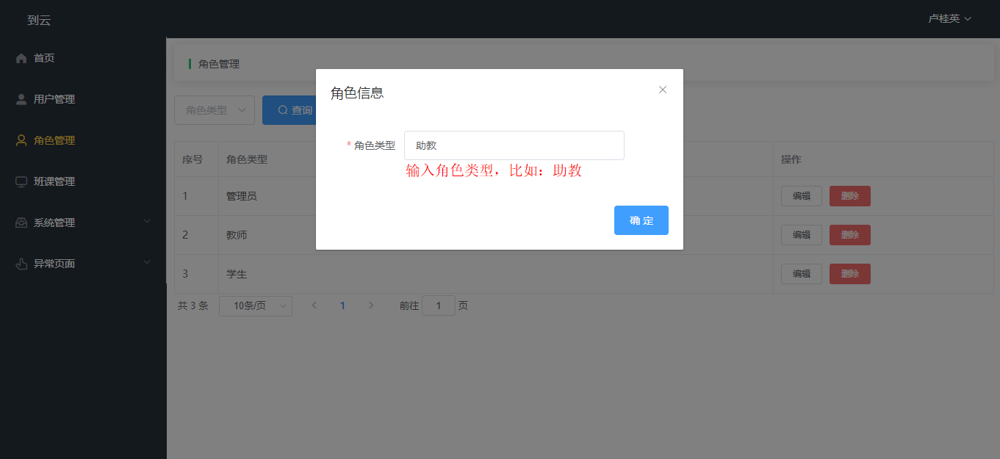 到云
卢桂英
首页
用户管理
角色管理
班课管理
系统管理
异常页面
角色管理
角色类型 查询
序号 角色类型 操作
1 管理员 编辑 删除
2 教师 编辑 删除
3 学生 编辑 删除
共 3 条 10条/页 1 前往 1 页
角色信息
* 角色类型 助教
输入角色类型，比如：助教
确 定